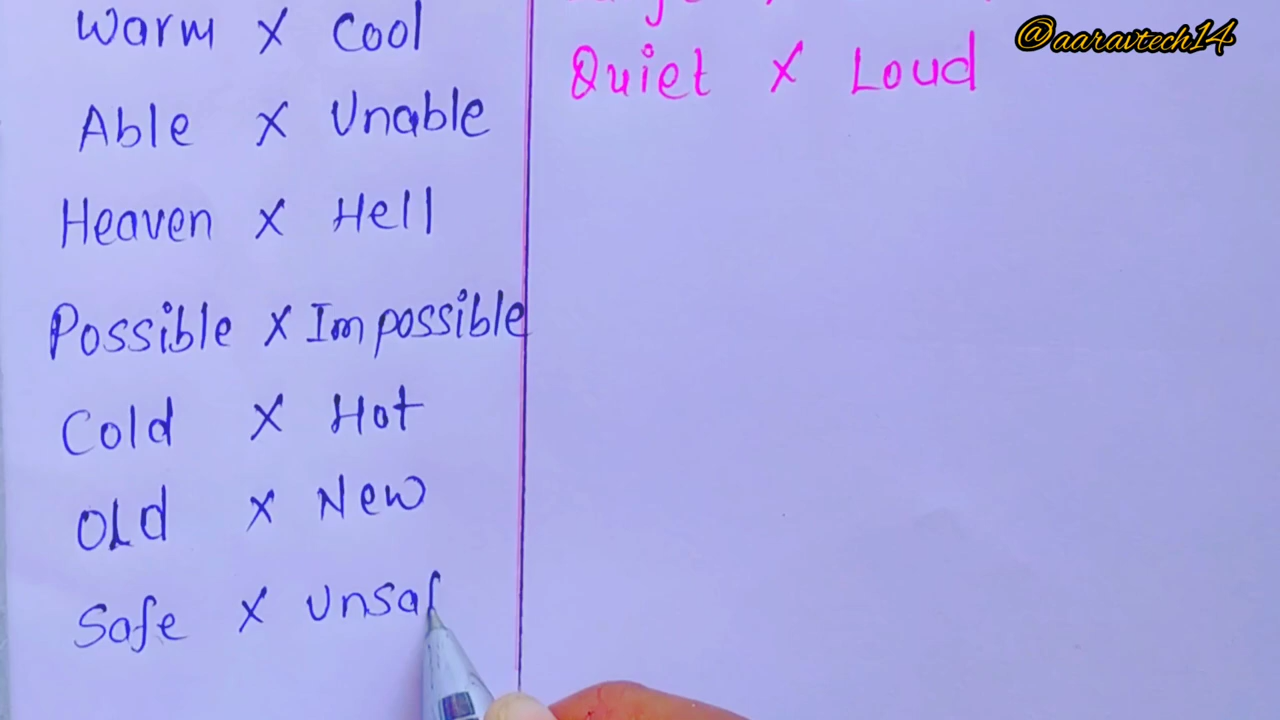 Warm X Cool
Able X Unable
Heaven X Hell
Possible X Impossible
Cold X Hot
Old X New
Safe X Unsaf
Quiet X Loud
@aaravtech14